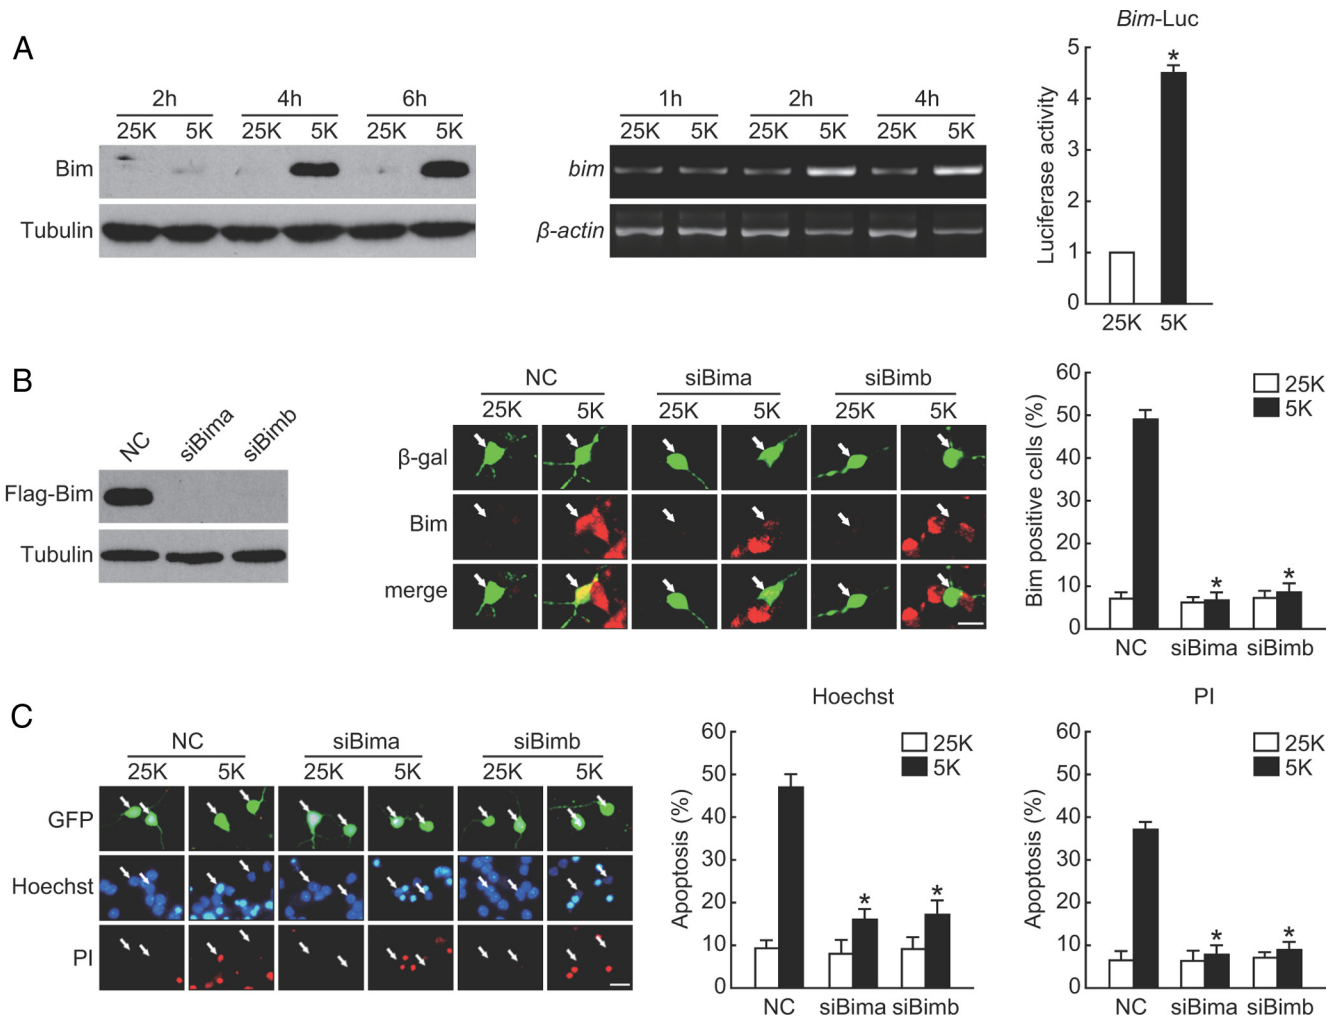 A
2h 4h 6h
25K 5K 25K 5K 25K 5K
Bim
Tubulin
1h 2h 4h
25K 5K 25K 5K 25K 5K
bim
β-actin
Bim-Luc
Luciferase activity
5
4
3
2
1
0
*
25K 5K
B
NC siBima siBimb
Flag-Bim
Tubulin
NC siBima siBimb
25K 5K 25K 5K 25K 5K
β-gal
Bim
merge
Bim positive cells (%)
60
50
40
30
20
10
0
25K
5K
* *
NC siBima siBimb
C
NC siBima siBimb
25K 5K 25K 5K 25K 5K
GFP
Hoechst
PI
Hoechst
Apoptosis (%)
60
50
40
30
20
10
0
25K
5K
* *
NC siBima siBimb
PI
Apoptosis (%)
60
50
40
30
20
10
0
25K
5K
* *
NC siBima siBimb